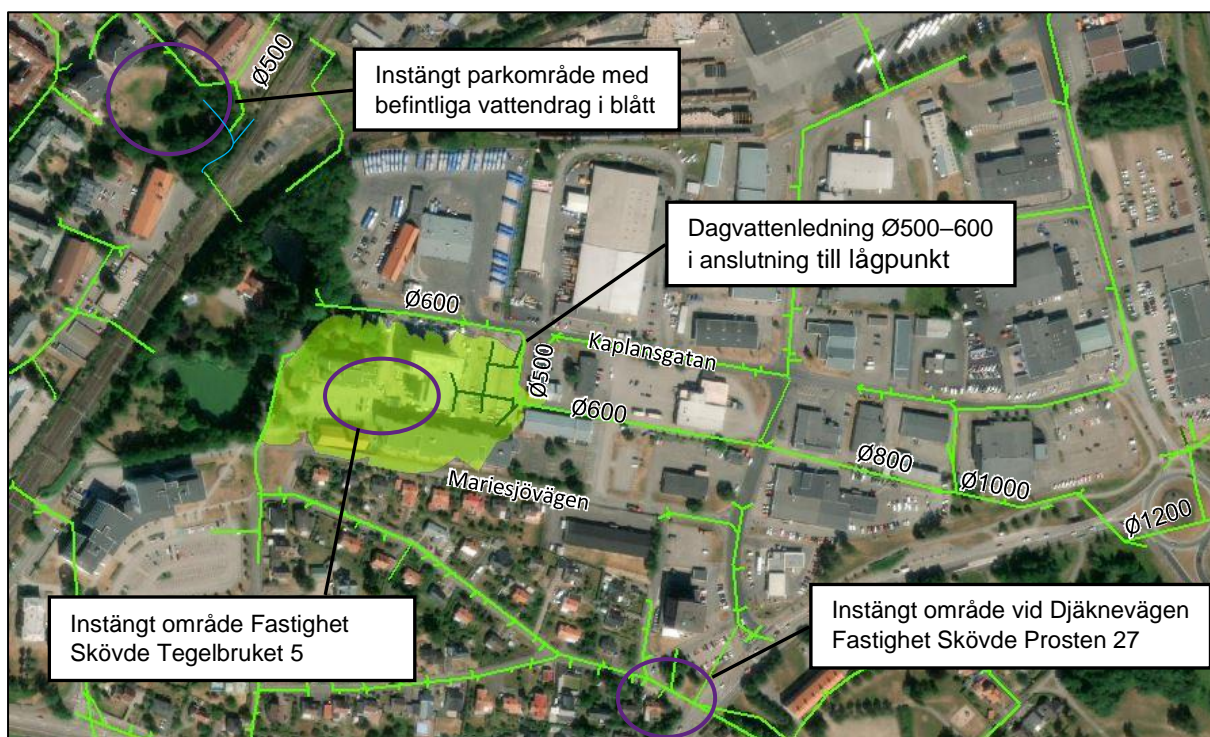 Ø500
Instängt parkområde med
befintliga vattendrag i blått
Dagvattenledning Ø500–600
i anslutning till lågpunkt
Ø600
Kaplansgatan
Ø500
Ø600
Ø800
Mariesjövägen
Ø1000
Ø1200
Instängt område Fastighet
Skövde Tegelbruket 5
Instängt område vid Djäknevägen
Fastighet Skövde Prosten 27